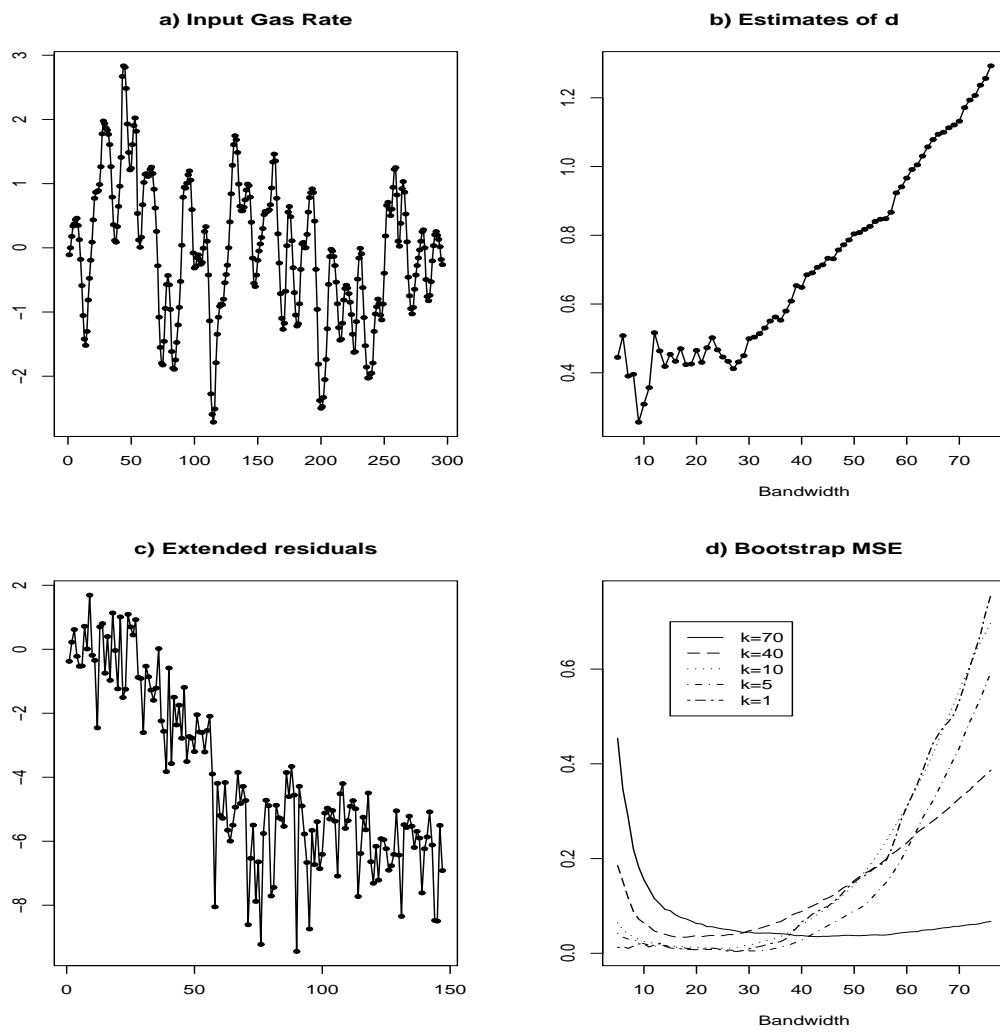 a) Input Gas Rate
3
2
1
0
-1
-2
0 50 100 150 200 250 300
b) Estimates of d
1.2
1.0
0.8
0.6
0.4
10 20 30 40 50 60 70
Bandwidth
c) Extended residuals
2
0
-2
-4
-6
-8
0 50 100 150
d) Bootstrap MSE
k=70
k=40
k=10
k=5
k=1
0.6
0.4
0.2
0.0
10 20 30 40 50 60 70
Bandwidth